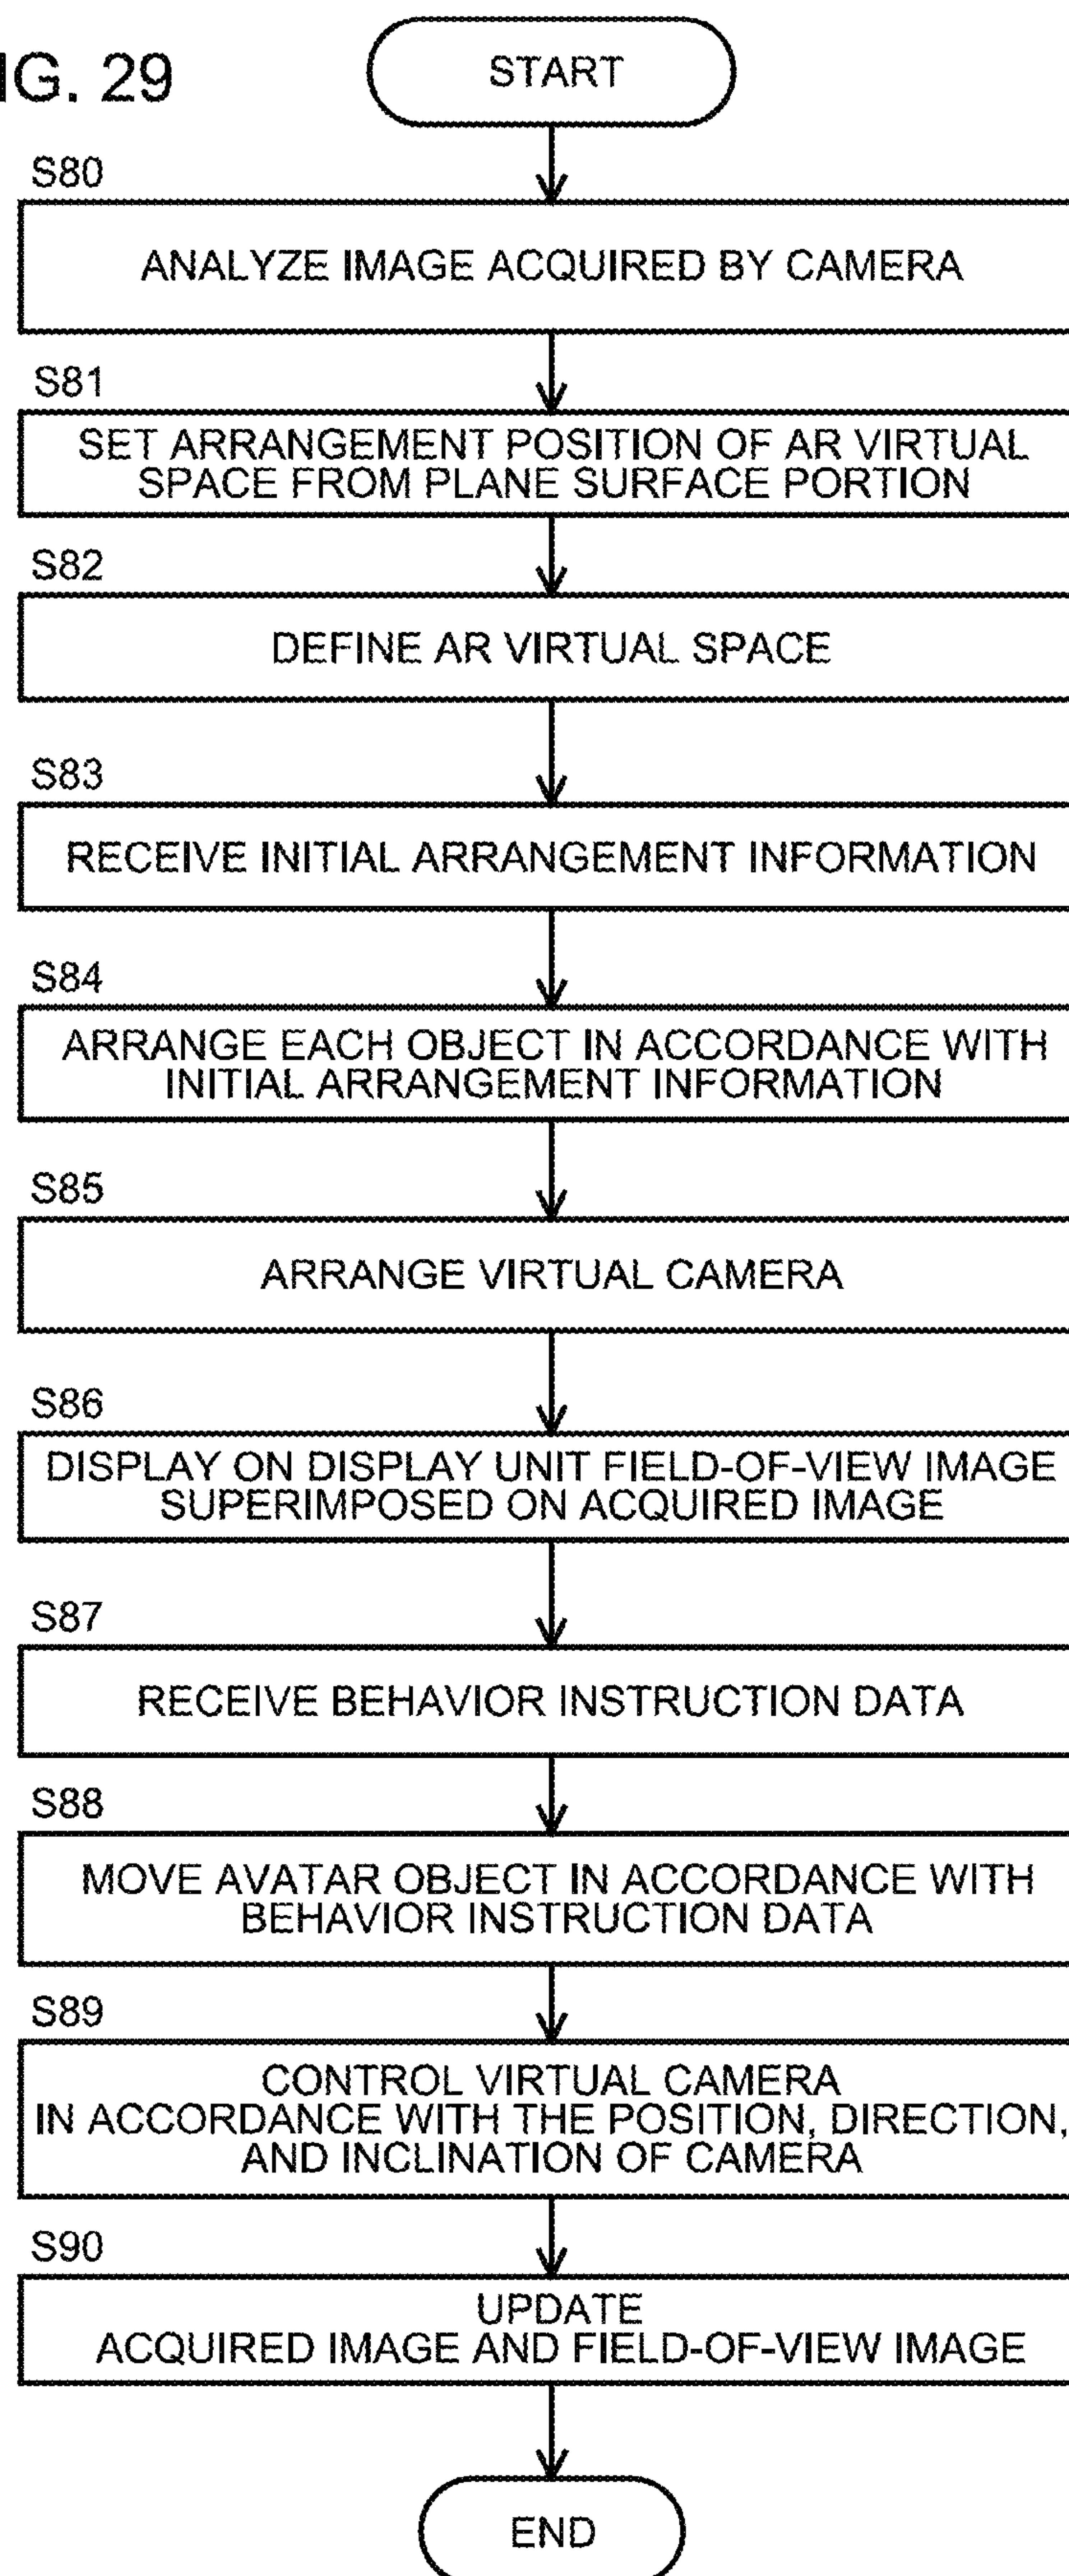 IG. 29
START
S80
ANALYZE IMAGE ACQUIRED BY CAMERA
S81
SET ARRANGEMENT POSITION OF AR VIRTUAL
SPACE FROM PLANE SURFACE PORTION
S82
DEFINE AR VIRTUAL SPACE
S83
RECEIVE INITIAL ARRANGEMENT INFORMATION
S84
ARRANGE EACH OBJECT IN ACCORDANCE WITH
INITIAL ARRANGEMENT INFORMATION
S85
ARRANGE VIRTUAL CAMERA
S86
DISPLAY ON DISPLAY UNIT FIELD-OF-VIEW IMAGE
SUPERIMPOSED ON ACQUIRED IMAGE
S87
RECEIVE BEHAVIOR INSTRUCTION DATA
S88
MOVE AVATAR OBJECT IN ACCORDANCE WITH
BEHAVIOR INSTRUCTION DATA
S89
CONTROL VIRTUAL CAMERA
IN ACCORDANCE WITH THE POSITION, DIRECTION,
AND INCLINATION OF CAMERA
S90
UPDATE
ACQUIRED IMAGE AND FIELD-OF-VIEW IMAGE
END